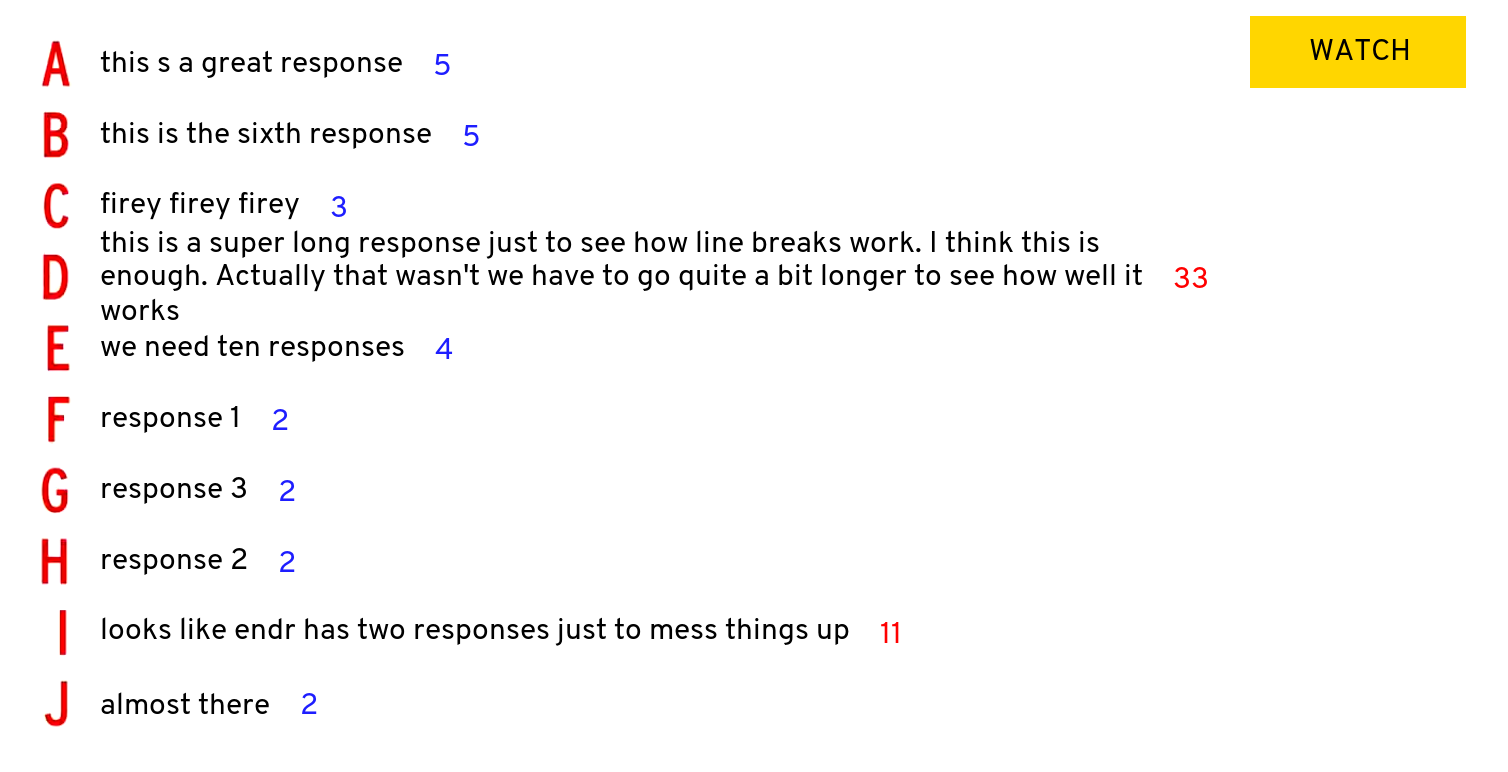 WATCH
A this s a great response 5
B this is the sixth response 5
C firey firey firey 3
this is a super long response just to see how line breaks work. I think this is
D enough. Actually that wasn't we have to go quite a bit longer to see how well it 33
works
E we need ten responses 4
F response 1 2
G response 3 2
H response 2 2
I looks like endr has two responses just to mess things up 11
J almost there 2